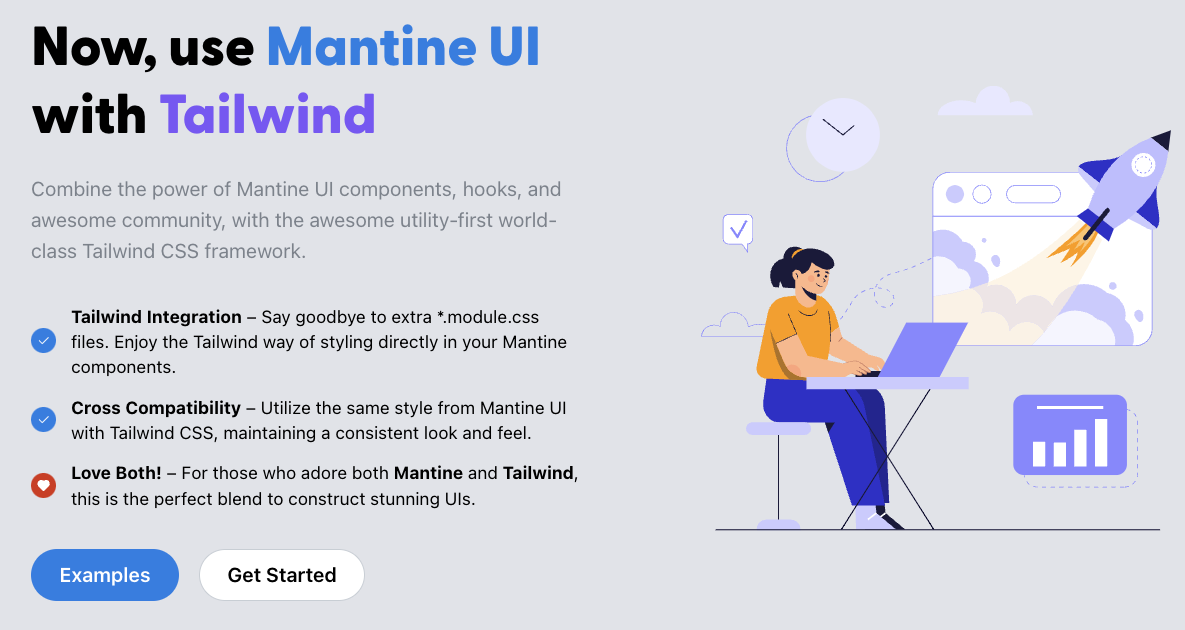 Now, use Mantine UI
with Tailwind
Combine the power of Mantine UI components, hooks, and
awesome community, with the awesome utility-first world-
class Tailwind CSS framework.
Tailwind Integration – Say goodbye to extra *.module.css
files. Enjoy the Tailwind way of styling directly in your Mantine
components.
Cross Compatibility – Utilize the same style from Mantine UI
with Tailwind CSS, maintaining a consistent look and feel.
Love Both! – For those who adore both Mantine and Tailwind,
this is the perfect blend to construct stunning UIs.
Examples
Get Started